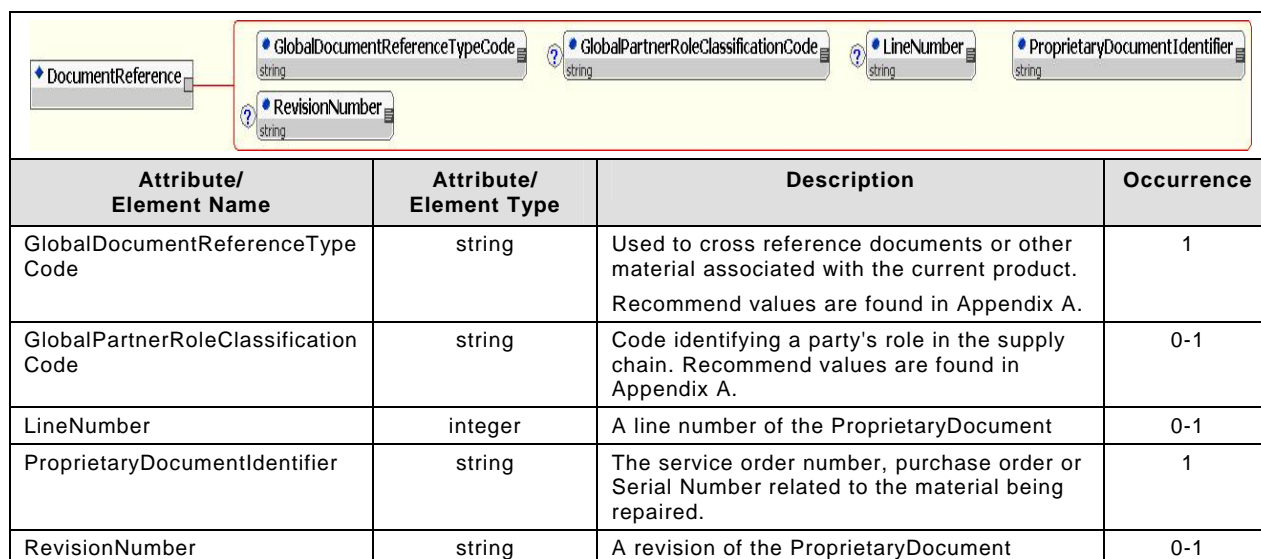 GlobalDocumentReferenceTypeCode ? GlobalPartnerRoleClassificationCode ? LineNumber ProprietaryDocumentIdentifier
string string string string
DocumentReference
? RevisionNumber
string
Attribute/ Attribute/ Description Occurrence
Element Name Element Type
GlobalDocumentReferenceType string Used to cross reference documents or other 1
Code material associated with the current product.
Recommend values are found in Appendix A.
GlobalPartnerRoleClassification string Code identifying a party's role in the supply 0-1
Code chain. Recommend values are found in
Appendix A.
LineNumber integer A line number of the ProprietaryDocument 0-1
ProprietaryDocumentIdentifier string The service order number, purchase order or 1
Serial Number related to the material being
repaired.
RevisionNumber string A revision of the ProprietaryDocument 0-1